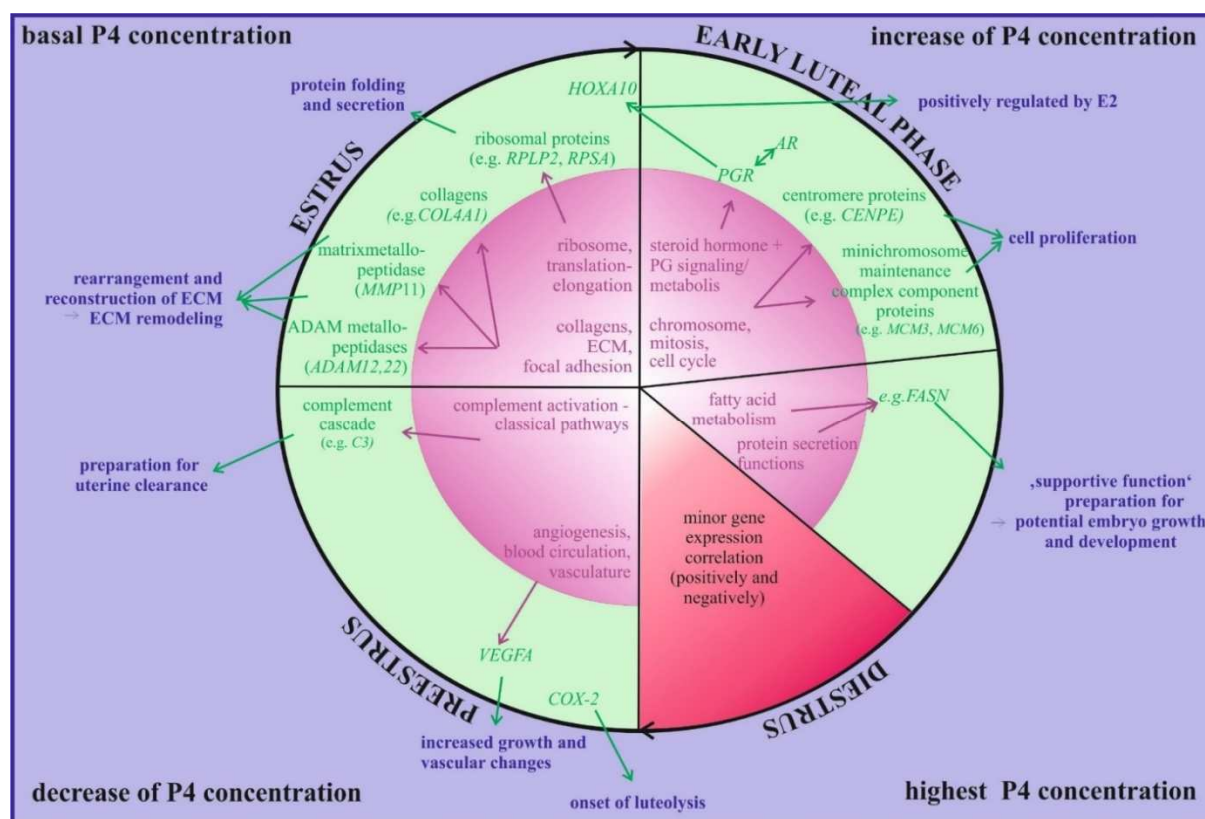 basal P4 concentration
increase of P4 concentration
EARLY LUTEAL PHASE
ESTRUS
PREESTRUS
DIESTRUS
protein folding
and secretion
HOXA10
positively regulated by E2
ribosomal proteins
(e.g. RPLP2, RPSA)
AR
PGR
collagens
(e.g.COL4A1)
centromere proteins
(e.g. CENPE)
cell proliferation
matrixmetallo-
peptidase
(MMP11)
ribosome,
translation-
elongation
steroid hormone +
PG signaling/
metabolis
minichromosome
maintenance
complex component
proteins
(e.g. MCM3, MCM6)
rearrangement and
reconstruction of ECM
→ ECM remodeling
ADAM metallo-
peptidases
(ADAM12,22)
collagens,
ECM,
focal adhesion
chromosome,
mitosis,
cell cycle
complement
cascade
(e.g. C3)
complement activation -
classical pathways
fatty acid
metabolism
e.g.FASN
protein secretion
functions
preparation for
uterine clearance
‚supportive function‘
preparation for
→ potential embryo growth
and development
angiogenesis,
blood circulation,
vasculature
minor gene
expression
correlation
(positively and
negatively)
VEGFA
COX-2
increased growth and
vascular changes
onset of luteolysis
decrease of P4 concentration
highest P4 concentration